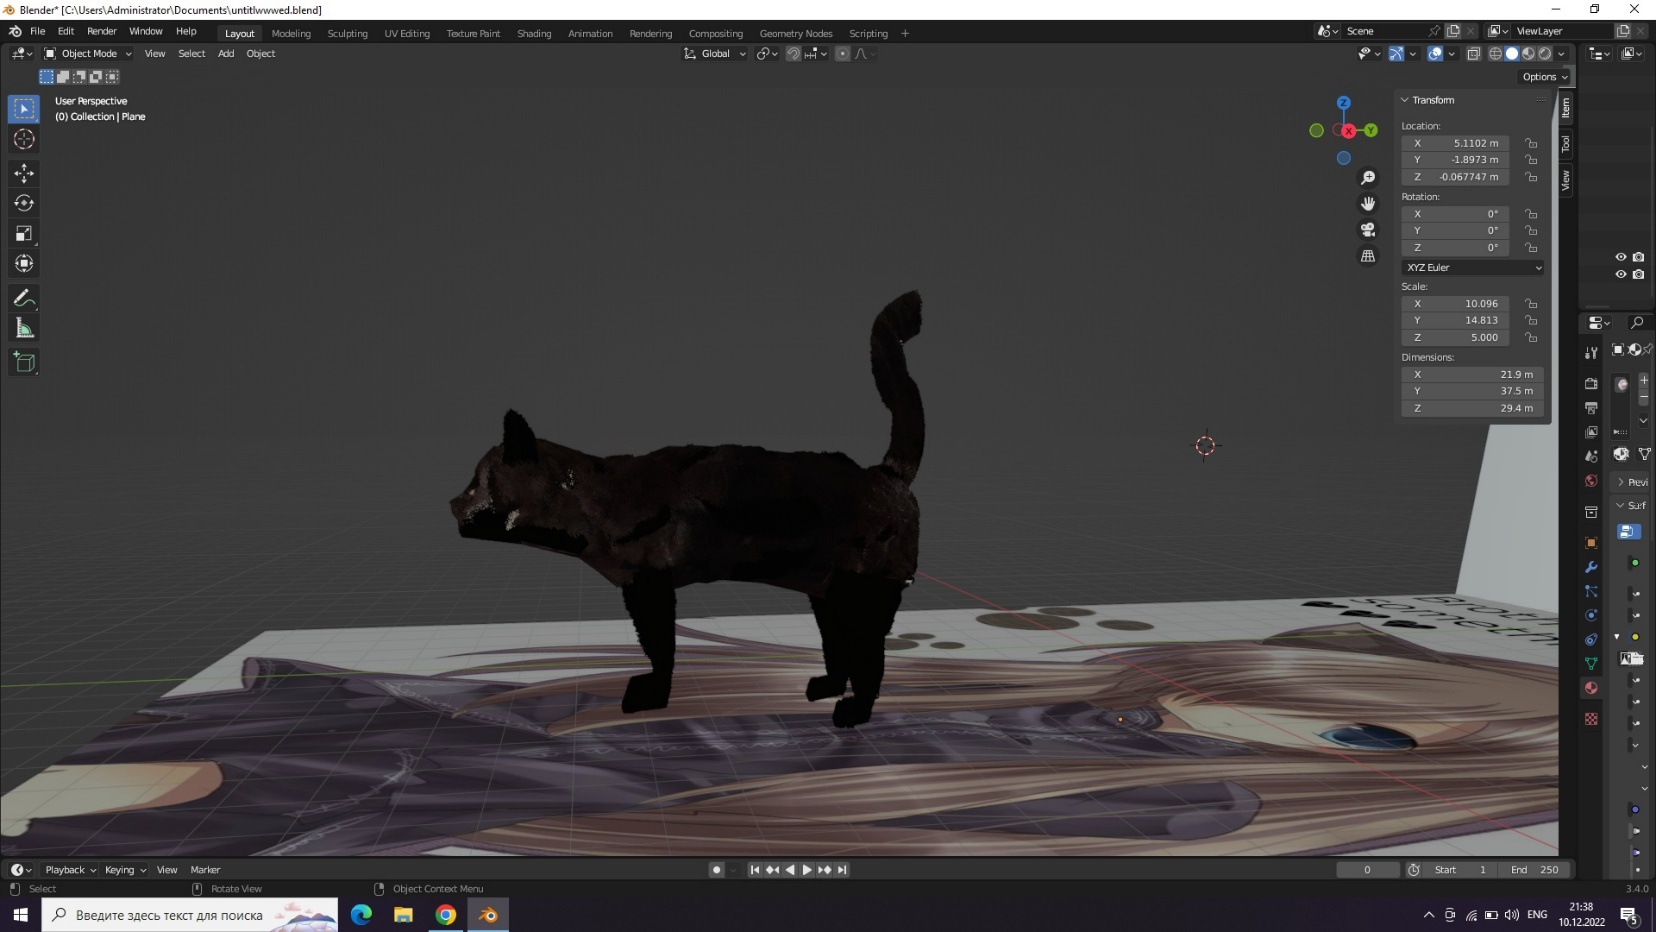 Blender* [C:\Users\Administrator\Documents\untitlwwwed.blend]
File Edit Render Window Help Layout Modeling Sculpting UV Editing Texture Paint Shading Animation Rendering Compositing Geometry Nodes Scripting + Scene ViewLayer
Object Mode View Select Add Object Global
Options
User Perspective
(0) Collection | Plane
Z
X Y
Transform
Location:
X 5.1102 m
Y -1.8973 m
Z -0.067747 m
Rotation:
X 0°
Y 0°
Z 0°
XYZ Euler
Scale:
X 10.096
Y 14.813
Z 5.000
Dimensions:
X 21.9 m
Y 37.5 m
Z 29.4 m
Item
Tool
View
Previ
Surf
Playback Keying View Marker 0 Start 1 End 250
Select Rotate View Object Context Menu 3.4.0
Введите здесь текст для поиска ENG 21:38
10.12.2022 5